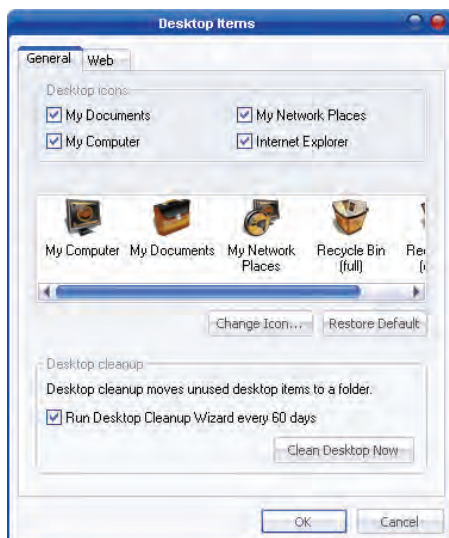 Desktop Items
General Web
Desktop icons
My Documents My Network Places
My Computer Internet Explorer
My Computer My Documents My Network Recycle Bin Rec
Places (full) (
Change Icon... Restore Default
Desktop cleanup
Desktop cleanup moves unused desktop items to a folder.
Run Desktop Cleanup Wizard every 60 days
Clean Desktop Now
OK Cancel